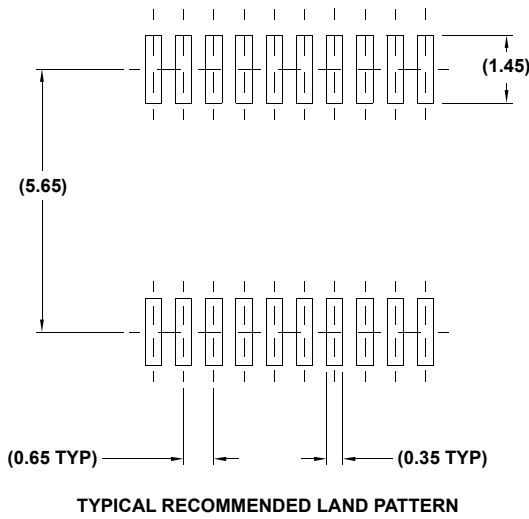 (1.45)
(5.65)
(0.65 TYP)
(0.35 TYP)
TYPICAL RECOMMENDED LAND PATTERN